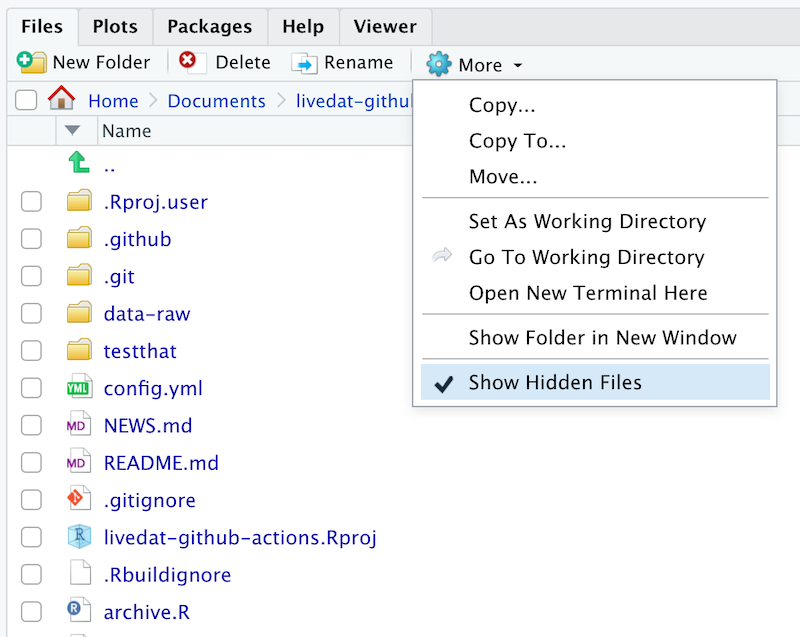 Files Plots Packages Help Viewer
New Folder Delete Rename More
Home Documents
Name
..
.Rproj.user
.github
.git
data-raw
testthat
YML config.yml
MD NEWS.md
MD README.md
.gitignore
R livedat-github-actions.Rproj
.Rbuildignore
R archive.R
Copy...
Copy To...
Move...
Set As Working Directory
Go To Working Directory
Open New Terminal Here
Show Folder in New Window
Show Hidden Files